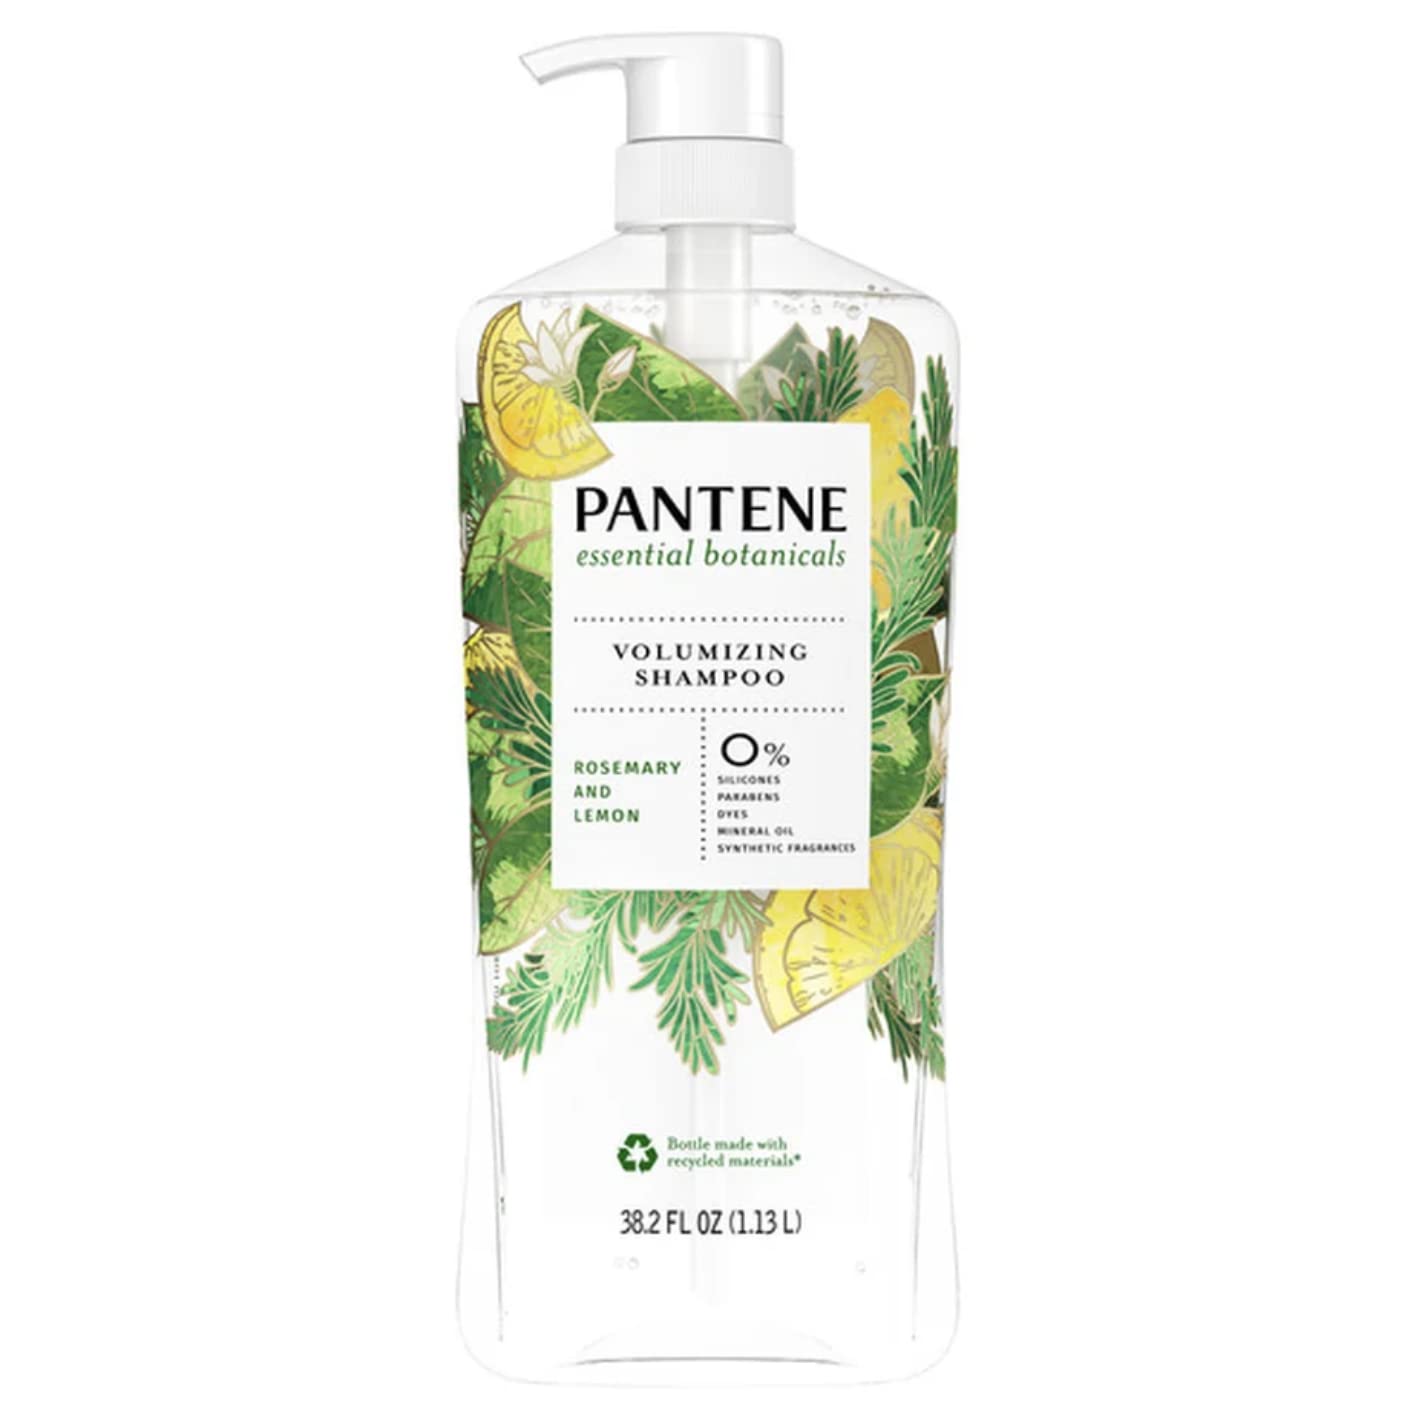 PANTENE
essential botanicals
VOLUMIZING
SHAMPOO
ROSEMARY
AND
LEMON
0%
SILICONES
PARABENS
DYES
MINERAL OIL
SYNTHETIC FRAGRANCES
Bottle made with
recycled materials*
38.2 FL OZ (1.13 L)